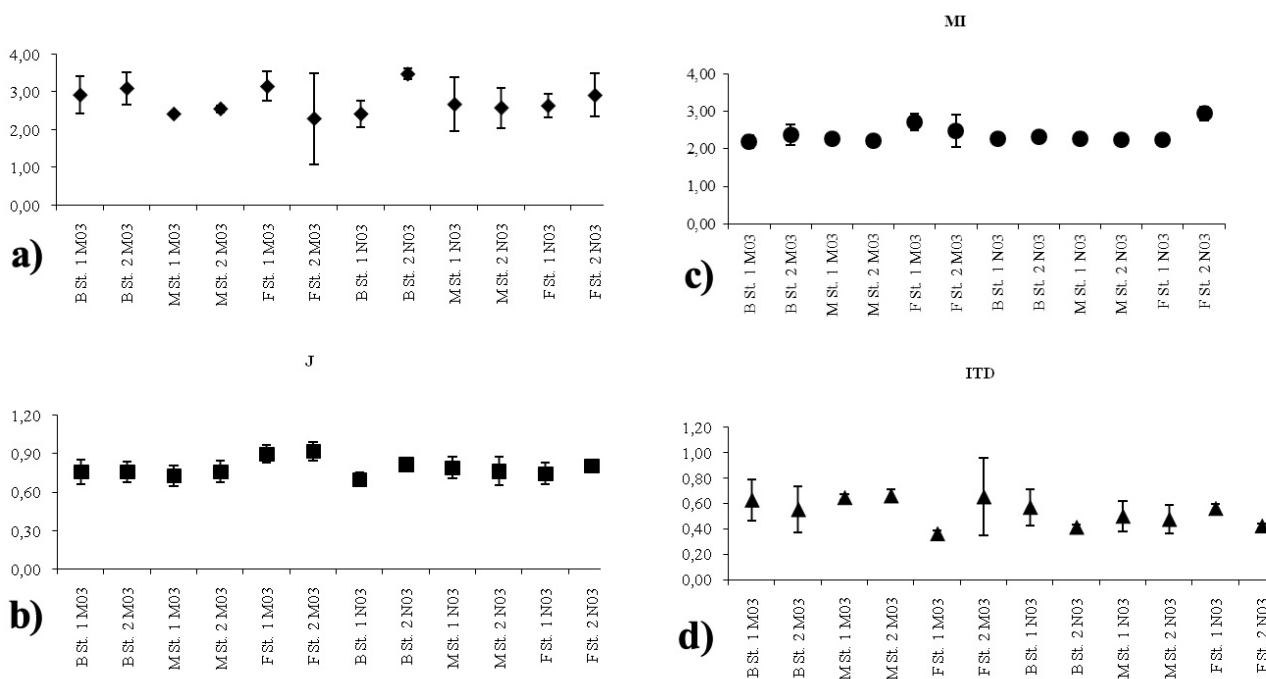 4,00
3,00
2,00
1,00
0,00
B St. 1 M03
B St. 2 M03
M St. 1 M03
M St. 2 M03
F St. 1 M03
F St. 2 M03
B St. 1 N03
B St. 2 N03
M St. 1 N03
M St. 2 N03
F St. 1 N03
F St. 2 N03
a)
J
1,20
0,90
0,60
0,30
0,00
B St. 1 M03
B St. 2 M03
M St. 1 M03
M St. 2 M03
F St. 1 M03
F St. 2 M03
B St. 1 N03
B St. 2 N03
M St. 1 N03
M St. 2 N03
F St. 1 N03
F St. 2 N03
b)
MI
4,00
3,00
2,00
1,00
0,00
B St. 1 M03
B St. 2 M03
M St. 1 M03
M St. 2 M03
F St. 1 M03
F St. 2 M03
B St. 1 N03
B St. 2 N03
M St. 1 N03
M St. 2 N03
F St. 1 N03
F St. 2 N03
c)
ITD
1,20
1,00
0,80
0,60
0,40
0,20
0,00
B St. 1 M03
B St. 2 M03
M St. 1 M03
M St. 2 M03
F St. 1 M03
F St. 2 M03
B St. 1 N03
B St. 2 N03
M St. 1 N03
M St. 2 N03
F St. 1 N03
F St. 2 N03
d)